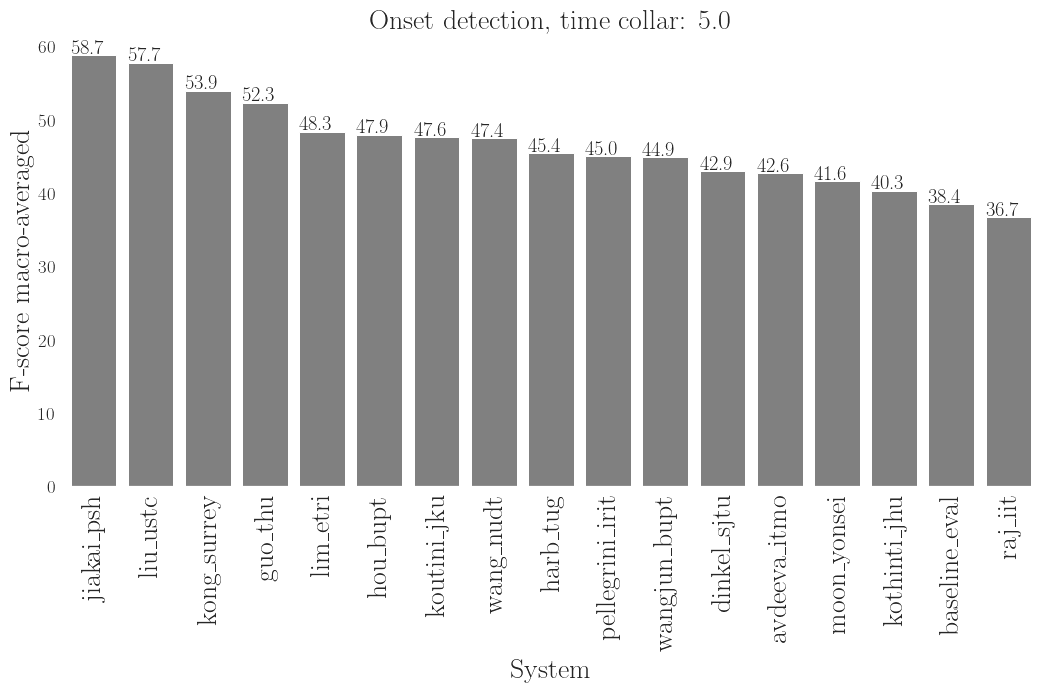 Onset detection, time collar: 5.0
F-score macro-averaged
60
50
40
30
20
10
0
58.7
57.7
53.9
52.3
48.3
47.9
47.6
47.4
45.4
45.0
44.9
42.9
42.6
41.6
40.3
38.4
36.7
jiakai_psh
liu_ustc
kong_surrey
guo_thu
lim_etri
hou_bupt
koutini_jku
wang_nudt
harb_tug
pellegrini_irit
wangjun_bupt
dinkel_sjtu
avdeeva_itmo
moon_yonsei
kothinti_jhu
baseline_eval
raj_iit
System